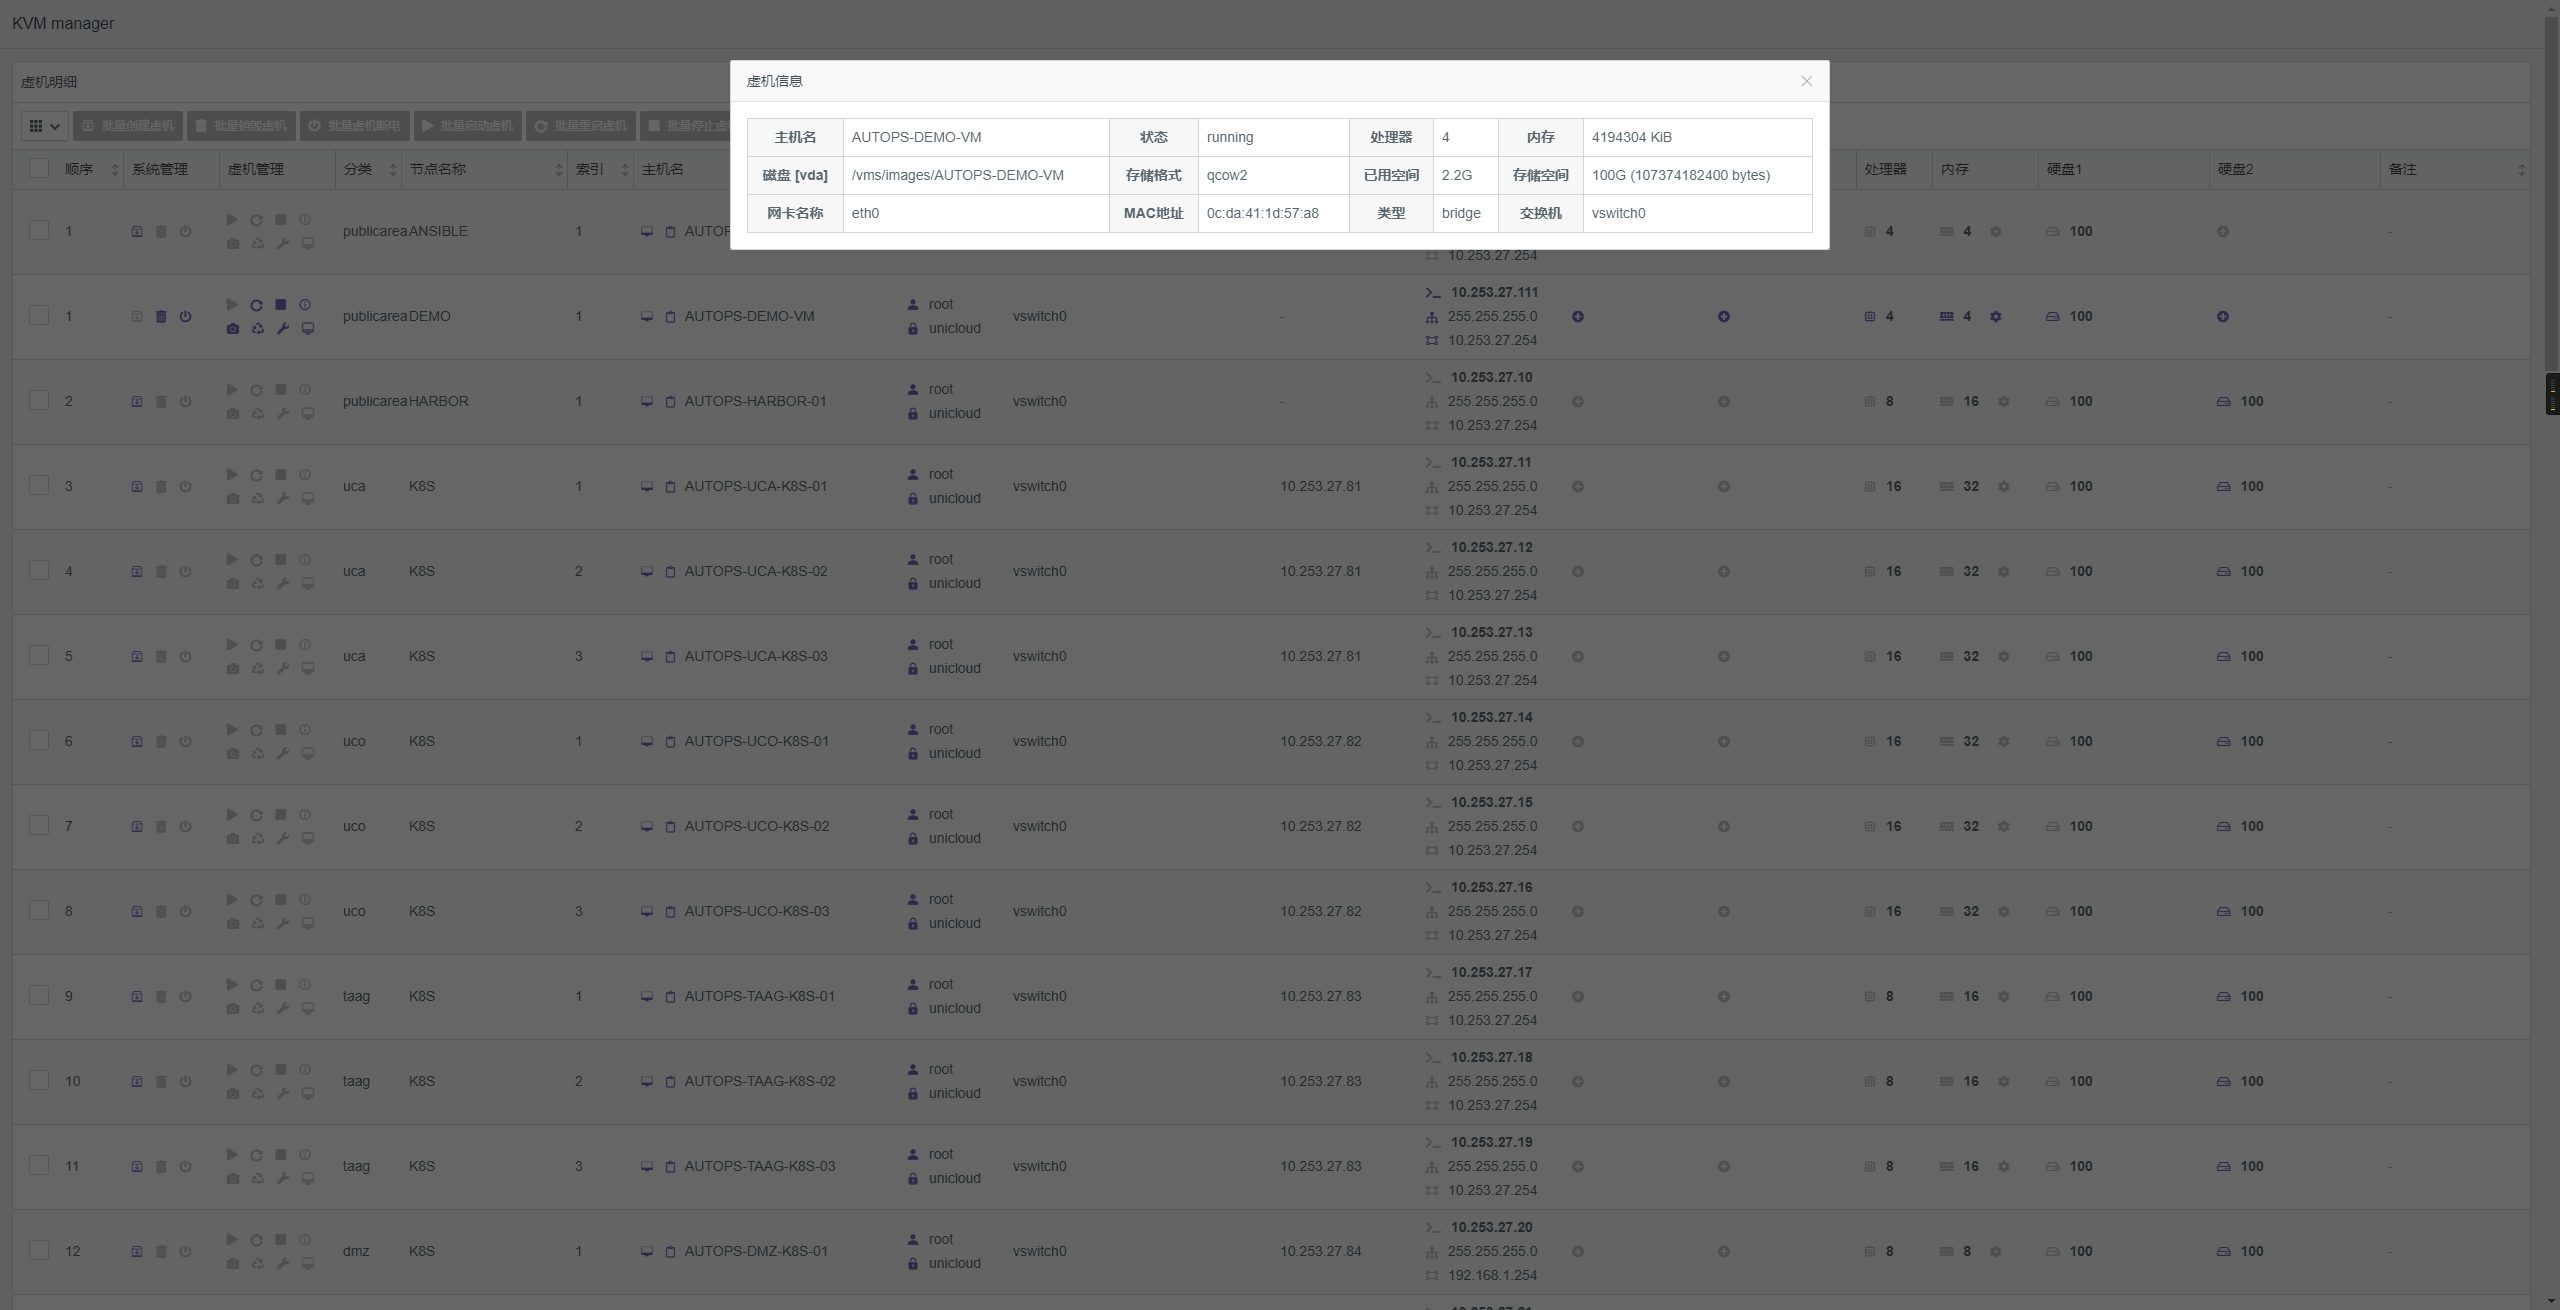 KVM manager
虚机明细
虚机信息
批量创建虚机 批量销毁虚机 批量虚机断电 批量启动虚机 批量重启虚机 批量停止虚
主机名 AUTOPS-DEMO-VM 状态 running 处理器 4 内存 4194304 KiB
磁盘 [vda] /vms/images/AUTOPS-DEMO-VM 存储格式 qcow2 已用空间 2.2G 存储空间 100G (107374182400 bytes)
网卡名称 eth0 MAC地址 0c:da:41:1d:57:a8 类型 bridge 交换机 vswitch0
顺序 系统管理 虚机管理 分类 节点名称 索引 主机名 处理器 内存 硬盘1 硬盘2 备注
1 publicarea ANSIBLE 1 AUTOP 4 4 100 -
10.253.27.254
root 10.253.27.111
1 publicarea DEMO 1 AUTOPS-DEMO-VM vswitch0 - 255.255.255.0 4 4 100 -
unicloud 10.253.27.254
root 10.253.27.10
2 publicarea HARBOR 1 AUTOPS-HARBOR-01 vswitch0 - 255.255.255.0 8 16 100 100 -
unicloud 10.253.27.254
root 10.253.27.11
3 uca K8S 1 AUTOPS-UCA-K8S-01 vswitch0 10.253.27.81 255.255.255.0 16 32 100 100 -
unicloud 10.253.27.254
root 10.253.27.12
4 uca K8S 2 AUTOPS-UCA-K8S-02 vswitch0 10.253.27.81 255.255.255.0 16 32 100 100 -
unicloud 10.253.27.254
root 10.253.27.13
5 uca K8S 3 AUTOPS-UCA-K8S-03 vswitch0 10.253.27.81 255.255.255.0 16 32 100 100 -
unicloud 10.253.27.254
root 10.253.27.14
6 uco K8S 1 AUTOPS-UCO-K8S-01 vswitch0 10.253.27.82 255.255.255.0 16 32 100 100 -
unicloud 10.253.27.254
root 10.253.27.15
7 uco K8S 2 AUTOPS-UCO-K8S-02 vswitch0 10.253.27.82 255.255.255.0 16 32 100 100 -
unicloud 10.253.27.254
root 10.253.27.16
8 uco K8S 3 AUTOPS-UCO-K8S-03 vswitch0 10.253.27.82 255.255.255.0 16 32 100 100 -
unicloud 10.253.27.254
root 10.253.27.17
9 taag K8S 1 AUTOPS-TAAG-K8S-01 vswitch0 10.253.27.83 255.255.255.0 8 16 100 100 -
unicloud 10.253.27.254
root 10.253.27.18
10 taag K8S 2 AUTOPS-TAAG-K8S-02 vswitch0 10.253.27.83 255.255.255.0 8 16 100 100 -
unicloud 10.253.27.254
root 10.253.27.19
11 taag K8S 3 AUTOPS-TAAG-K8S-03 vswitch0 10.253.27.83 255.255.255.0 8 16 100 100 -
unicloud 10.253.27.254
root 10.253.27.20
12 dmz K8S 1 AUTOPS-DMZ-K8S-01 vswitch0 10.253.27.84 255.255.255.0 8 8 100 100 -
unicloud 192.168.1.254